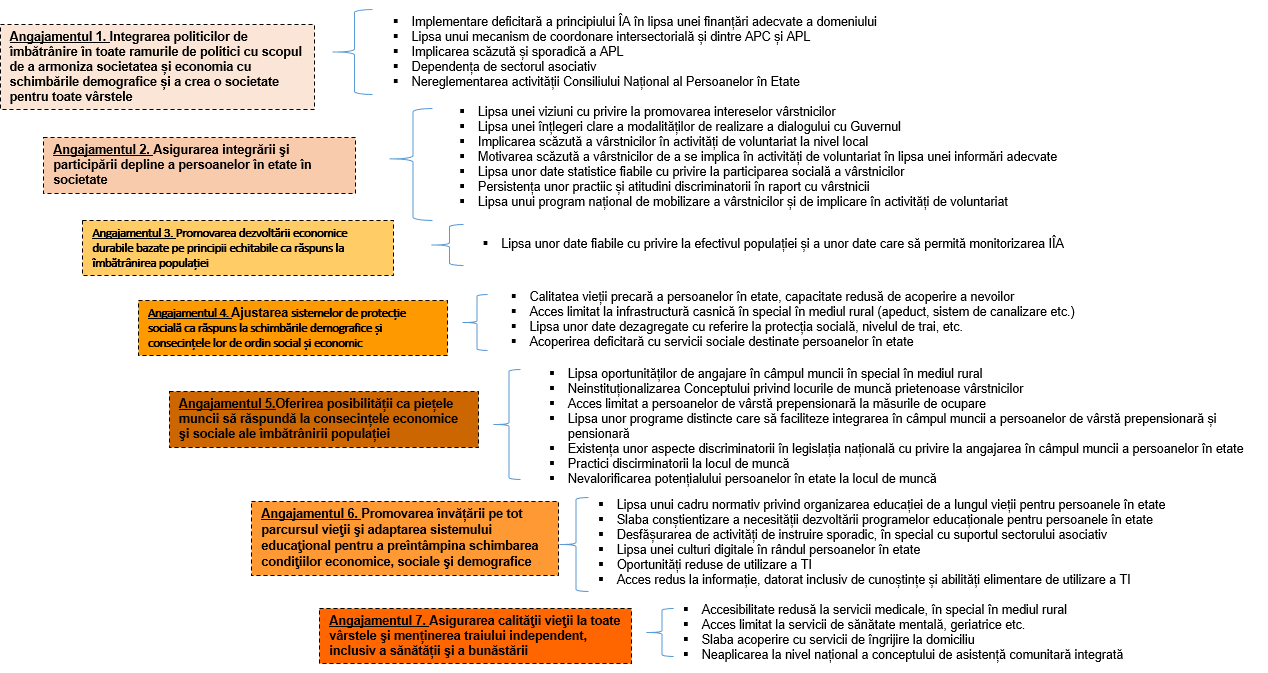 Angajamentul 1. Integrarea politicilor de
îmbătrânire în toate ramurile de politici cu scopul
de a armoniza societatea și economia cu
schimbările demografice și a crea o societate
pentru toate vârstele
▪ Implementare deficitară a principiului ÎA în lipsa unei finanțări adecvate a domeniului
▪ Lipsa unui mecanism de coordonare intersectorială și dintre APC și APL
▪ Implicarea scăzută și sporadică a APL
▪ Dependența de sectorul asociativ
▪ Nereglementarea activității Consiliului Național al Persoanelor în Etate
Angajamentul 2. Asigurarea integrării şi
participării depline a persoanelor în etate în
societate
▪ Lipsa unei viziuni cu privire la promovarea intereselor vârstnicilor
▪ Lipsa unei înțlegeri clare a modalităților de realizare a dialogului cu Guvernul
▪ Implicarea scăzută a vârstnicilor în activități de voluntariat la nivel local
▪ Motivarea scăzută a vârstnicilor de a se implica în activități de voluntariat în lipsa unei informări adecvate
▪ Lipsa unor date statistice fiabile cu privire la participarea socială a vârstnicilor
▪ Persistența unor practiic și atitudini discriminatorii în raport cu vârstnicii
▪ Lipsa unui program național de mobilizare a vârstnicilor și de implicare în activități de voluntariat
Angajamentul 3. Promovarea dezvoltării economice
durabile bazate pe principii echitabile ca răspuns la
îmbătrânirea populației
▪ Lipsa unor date fiabile cu privire la efectivul populației și a unor date care să permită monitorizarea IÎA
Angajamentul 4. Ajustarea sistemelor de protecție
socială ca răspuns la schimbările demografice și
consecințele lor de ordin social și economic
▪ Calitatea vieții precară a persoanelor în etate, capacitate redusă de acoperire a nevoilor
▪ Acces limitat la infrastructură casnică în special în mediul rural (apeduct, sistem de canalizare etc.)
▪ Lipsa unor date dezagregate cu referire la protecția socială, nivelul de trai, etc.
▪ Acoperirea deficitară cu servicii sociale destinate persoanelor în etate
Angajamentul 5.Oferirea posibilității ca piețele
muncii să răspundă la consecințele economice
şi sociale ale îmbătrânirii populației
▪ Lipsa oportunităților de angajare în câmpul muncii în special în mediul rural
▪ Neinstituționalizarea Conceptului privind locurile de muncă prietenoase vârstnicilor
▪ Acces limitat a persoanelor de vârstă prepensionară la măsurile de ocupare
▪ Lipsa unor programe distincte care să faciliteze integrarea în câmpul muncii a persoanelor de vârstă prepensionară și
pensionară
▪ Existența unor aspecte discriminatorii în legislația națională cu privire la angajarea în câmpul muncii a persoanelor în etate
▪ Practici discirminatorii la locul de muncă
▪ Nevalorificarea potențialului persoanelor în etate la locul de muncă
Angajamentul 6. Promovarea învățării pe tot
parcursul vieţii şi adaptarea sistemului
educaţional pentru a preîntâmpina schimbarea
condiţiilor economice, sociale şi demografice
▪ Lipsa unui cadru normativ privind organizarea educației de a lungul vieții pentru persoanele în etate
▪ Slaba conștientizare a necesității dezvoltării programelor educaționale pentru persoanele în etate
▪ Desfășurarea de activități de instruire sporadic, în special cu suportul sectorului asociativ
▪ Lipsa unei culturi digitale în rândul persoanelor în etate
▪ Oportunități reduse de utilizare a TI
▪ Acces redus la informație, datorat inclusiv de cunoștințe și abilități elimentare de utilizare a TI
Angajamentul 7. Asigurarea calității vieții la toate
vârstele şi menținerea traiului independent,
inclusiv a sănătății şi a bunăstării
▪ Accesibilitate redusă la servicii medicale, în special în mediul rural
▪ Acces limitat la servicii de sănătate mentală, geriatrice etc.
▪ Slaba acoperire cu servicii de îngrijire la domiciliu
▪ Neaplicarea la nivel național a conceptului de asistență comunitară integrată